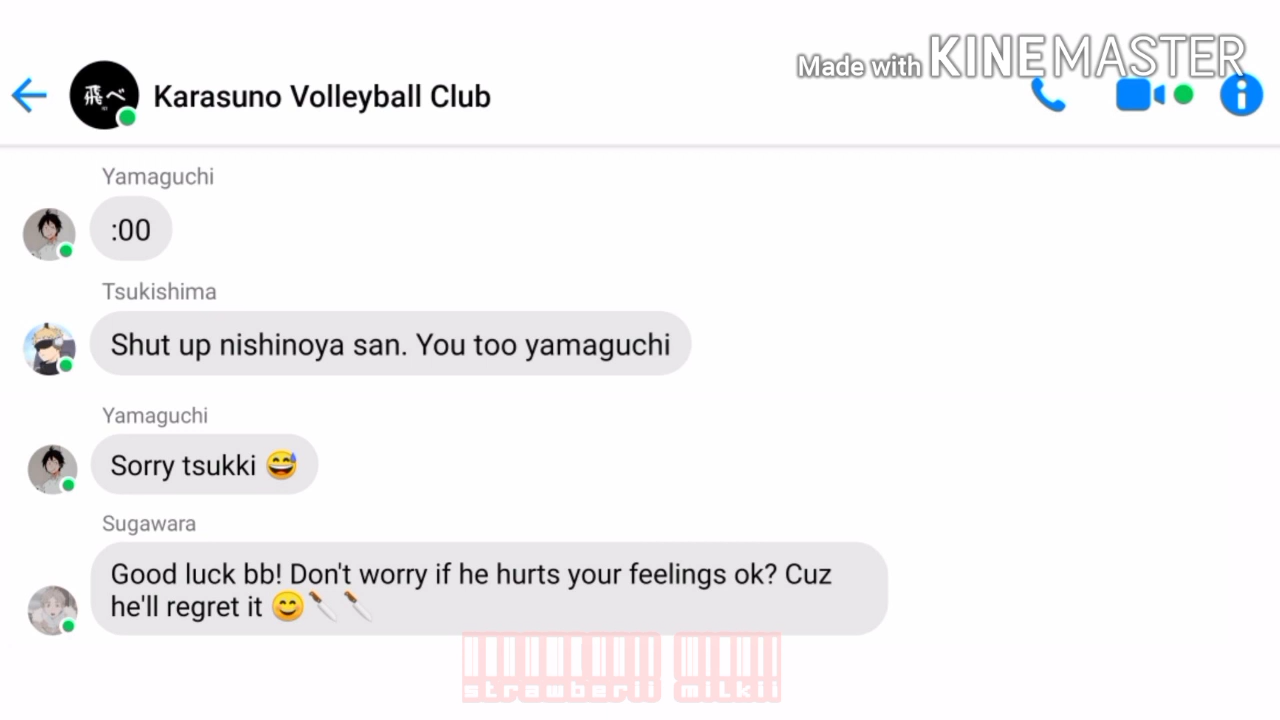 Made with KINEMASTER
飛べ
Karasuno Volleyball Club
Yamaguchi
:00
Tsukishima
Shut up nishinoya san. You too yamaguchi
Yamaguchi
Sorry tsukki 😅
Sugawara
Good luck bb! Don't worry if he hurts your feelings ok? Cuz
he'll regret it 😊🔪🔪
strawberii milkii